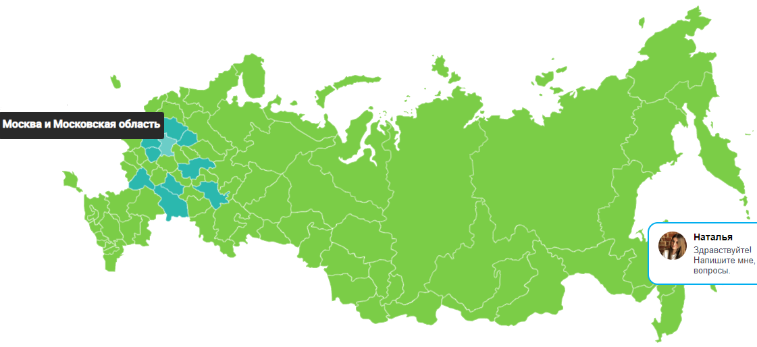 Москва и Московская область
Наталья
Здравствуйте!
Напишите мне,
вопросы.